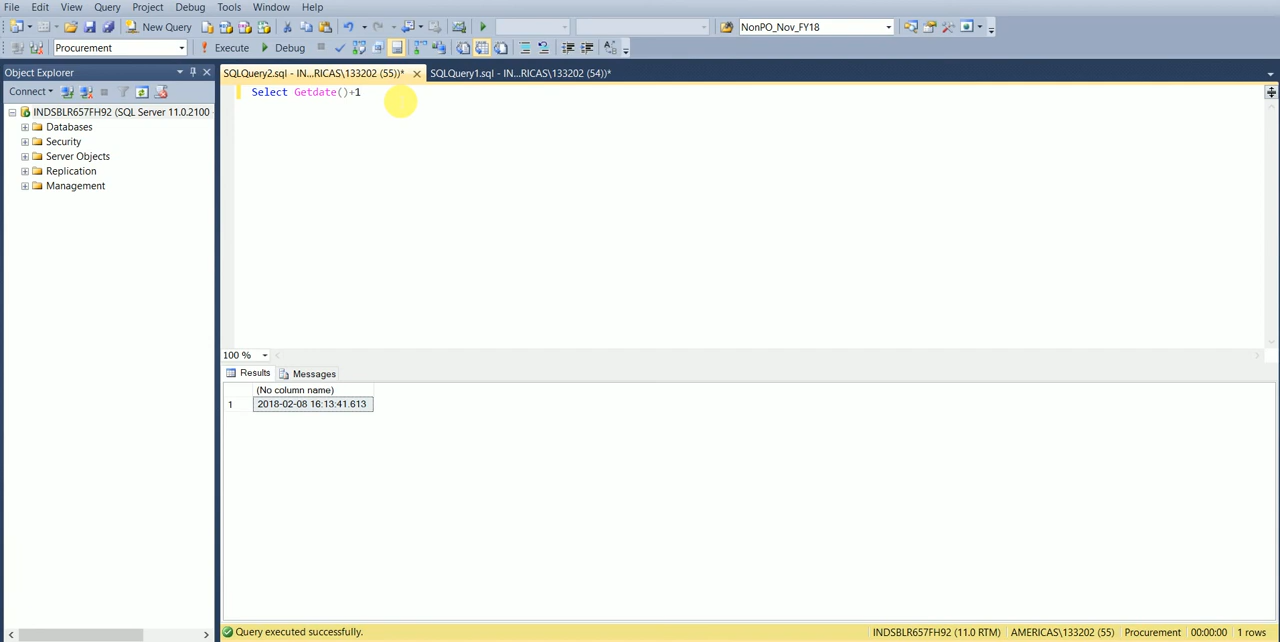 File Edit View Query Project Debug Tools Window Help
New Query NonPO_Nov_FY18
Procurement Execute Debug
Object Explorer
Connect
INDSBLR657FH92 (SQL Server 11.0.2100
Databases
Security
Server Objects
Replication
Management
SQLQuery2.sql - IN...RICAS\133202 (55))* SQLQuery1.sql - IN...RICAS\133202 (54))*
Select Getdate()+1
100 %
Results Messages
(No column name)
1 2018-02-08 16:13:41.613
Query executed successfully. INDSBLR657FH92 (11.0 RTM) AMERICAS\133202 (55) Procurement 00:00:00 1 rows